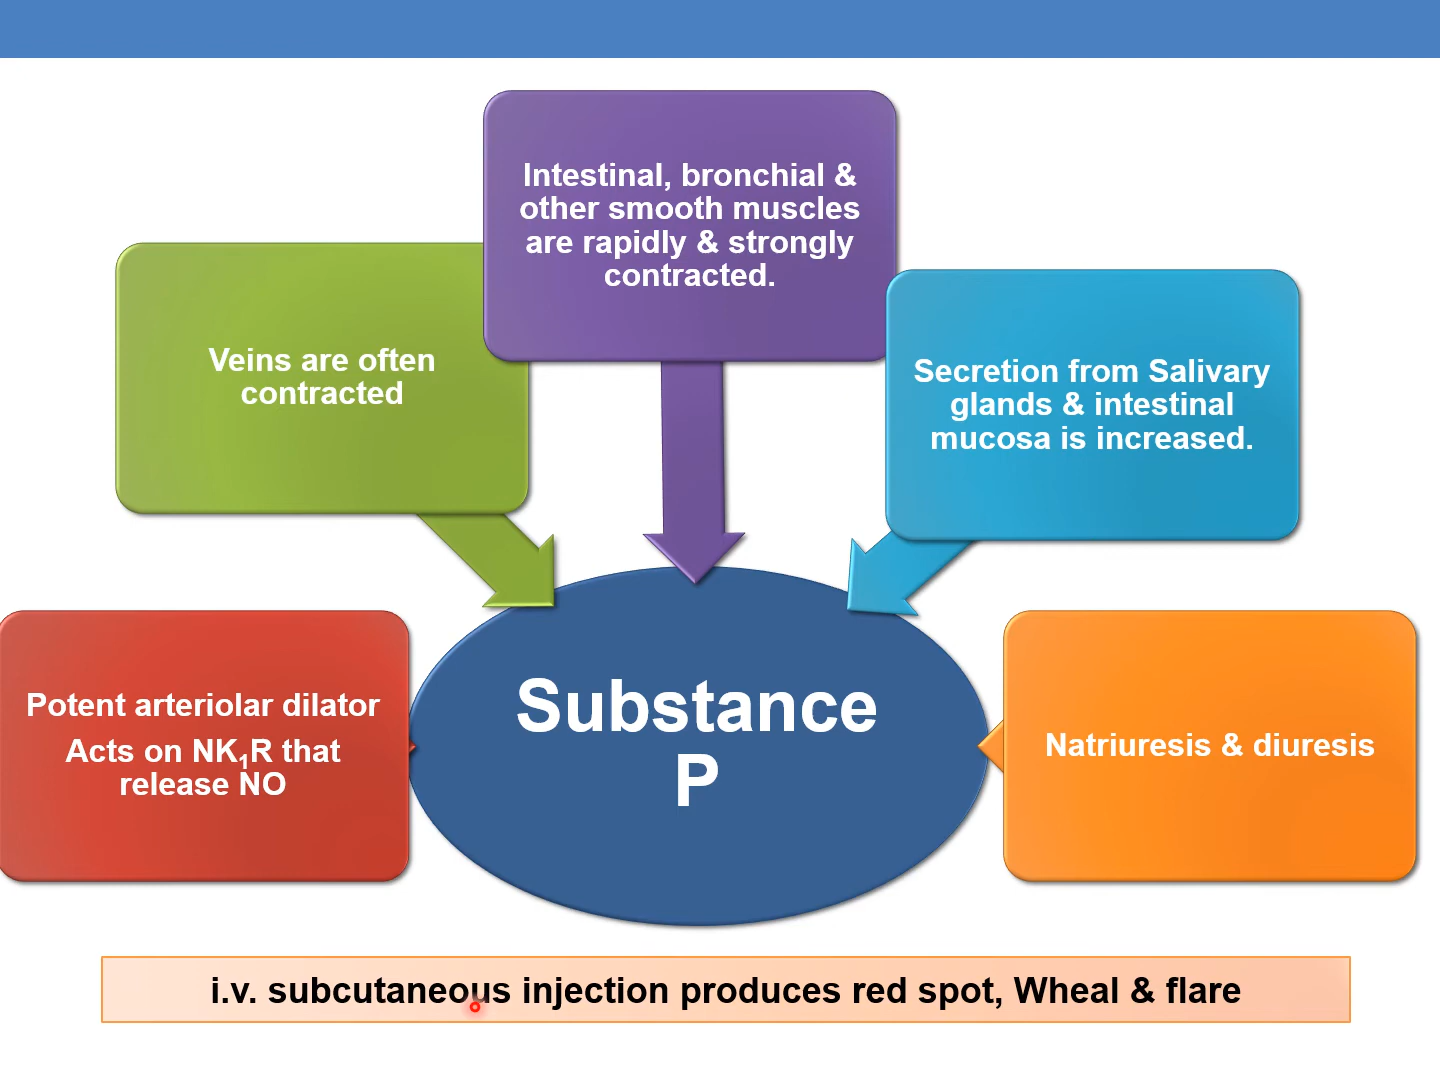 Intestinal, bronchial &
other smooth muscles
are rapidly & strongly
contracted.
Veins are often
contracted
Secretion from Salivary
glands & intestinal
mucosa is increased.
Potent arteriolar dilator
Acts on NK₁R that
release NO
Substance
P
Natriuresis & diuresis
i.v. subcutaneous injection produces red spot, Wheal & flare